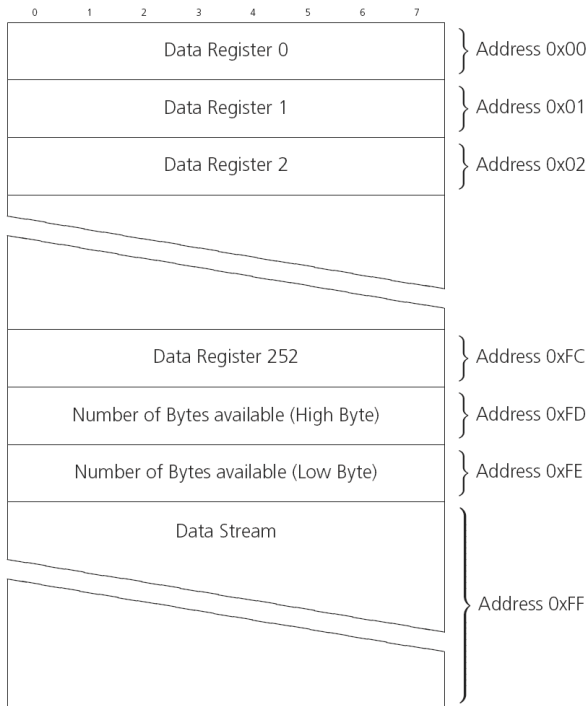 0 1 2 3 4 5 6 7
Data Register 0 Address 0x00
Data Register 1 Address 0x01
Data Register 2 Address 0x02
Data Register 252 Address 0xFC
Number of Bytes available (High Byte) Address 0xFD
Number of Bytes available (Low Byte) Address 0xFE
Data Stream
Address 0xFF